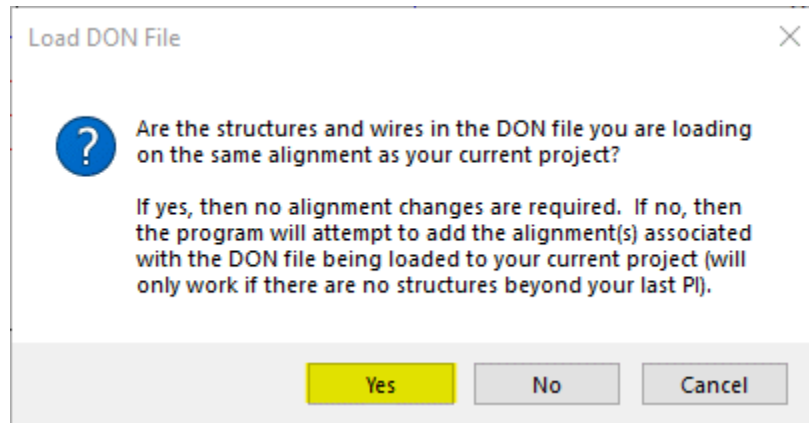 Load DON File
Are the structures and wires in the DON file you are loading
on the same alignment as your current project?
If yes, then no alignment changes are required.  If no, then
the program will attempt to add the alignment(s) associated
with the DON file being loaded to your current project (will
only work if there are no structures beyond your last PI).
Yes
No
Cancel